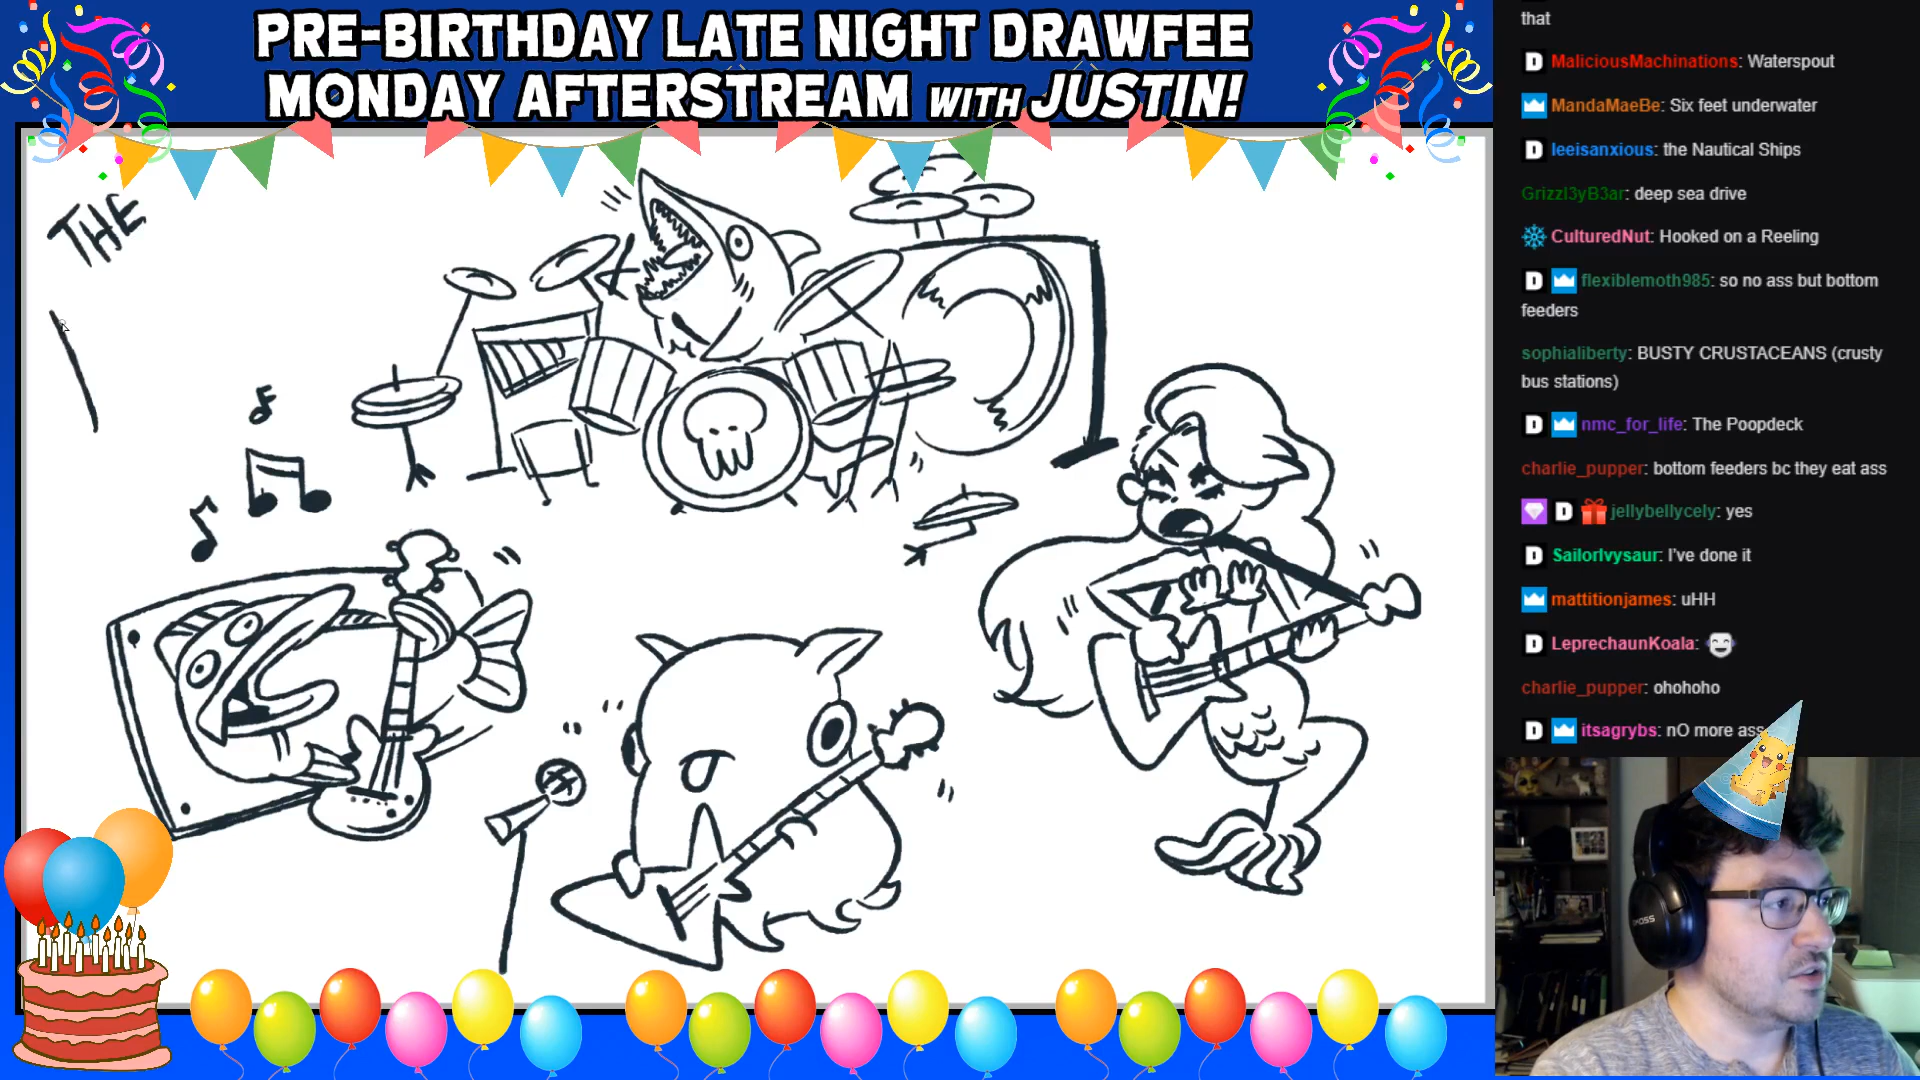 PRE-BIRTHDAY LATE NIGHT DRAWFEE
MONDAY AFTERSTREAM WITH JUSTIN!
THE
that
MaliciousMachinations: Waterspout
MandaMaeBe: Six feet underwater
leeisanxious: the Nautical Ships
Grizzl3yB3ar: deep sea drive
CulturedNut: Hooked on a Reeling
flexiblemoth985: so no ass but bottom
feeders
sophialiberty: BUSTY CRUSTACEANS (crusty
bus stations)
nmc_for_life: The Poopdeck
charlie_pupper: bottom feeders bc they eat ass
jellybellycely: yes
SailorIvysaur: I've done it
mattitionjames: uHH
LeprechaunKoala:
charlie_pupper: ohohoho
itsagrybs: nO more ass